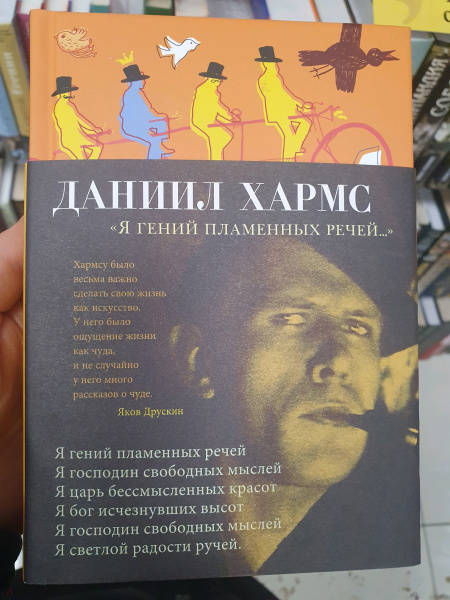 ДАНИИЛ ХАРМС
«Я ГЕНИЙ ПЛАМЕННЫХ РЕЧЕЙ...»
Хармсу было
весьма важно
сделать свою жизнь
как искусство.
У него было
ощущение жизни
как чуда,
и не случайно
у него много
рассказов о чуде.
Яков Друскин
Я гений пламенных речей
Я господин свободных мыслей
Я царь бессмысленных красот
Я бог исчезнувших высот
Я господин свободных мыслей
Я светлой радости ручей.